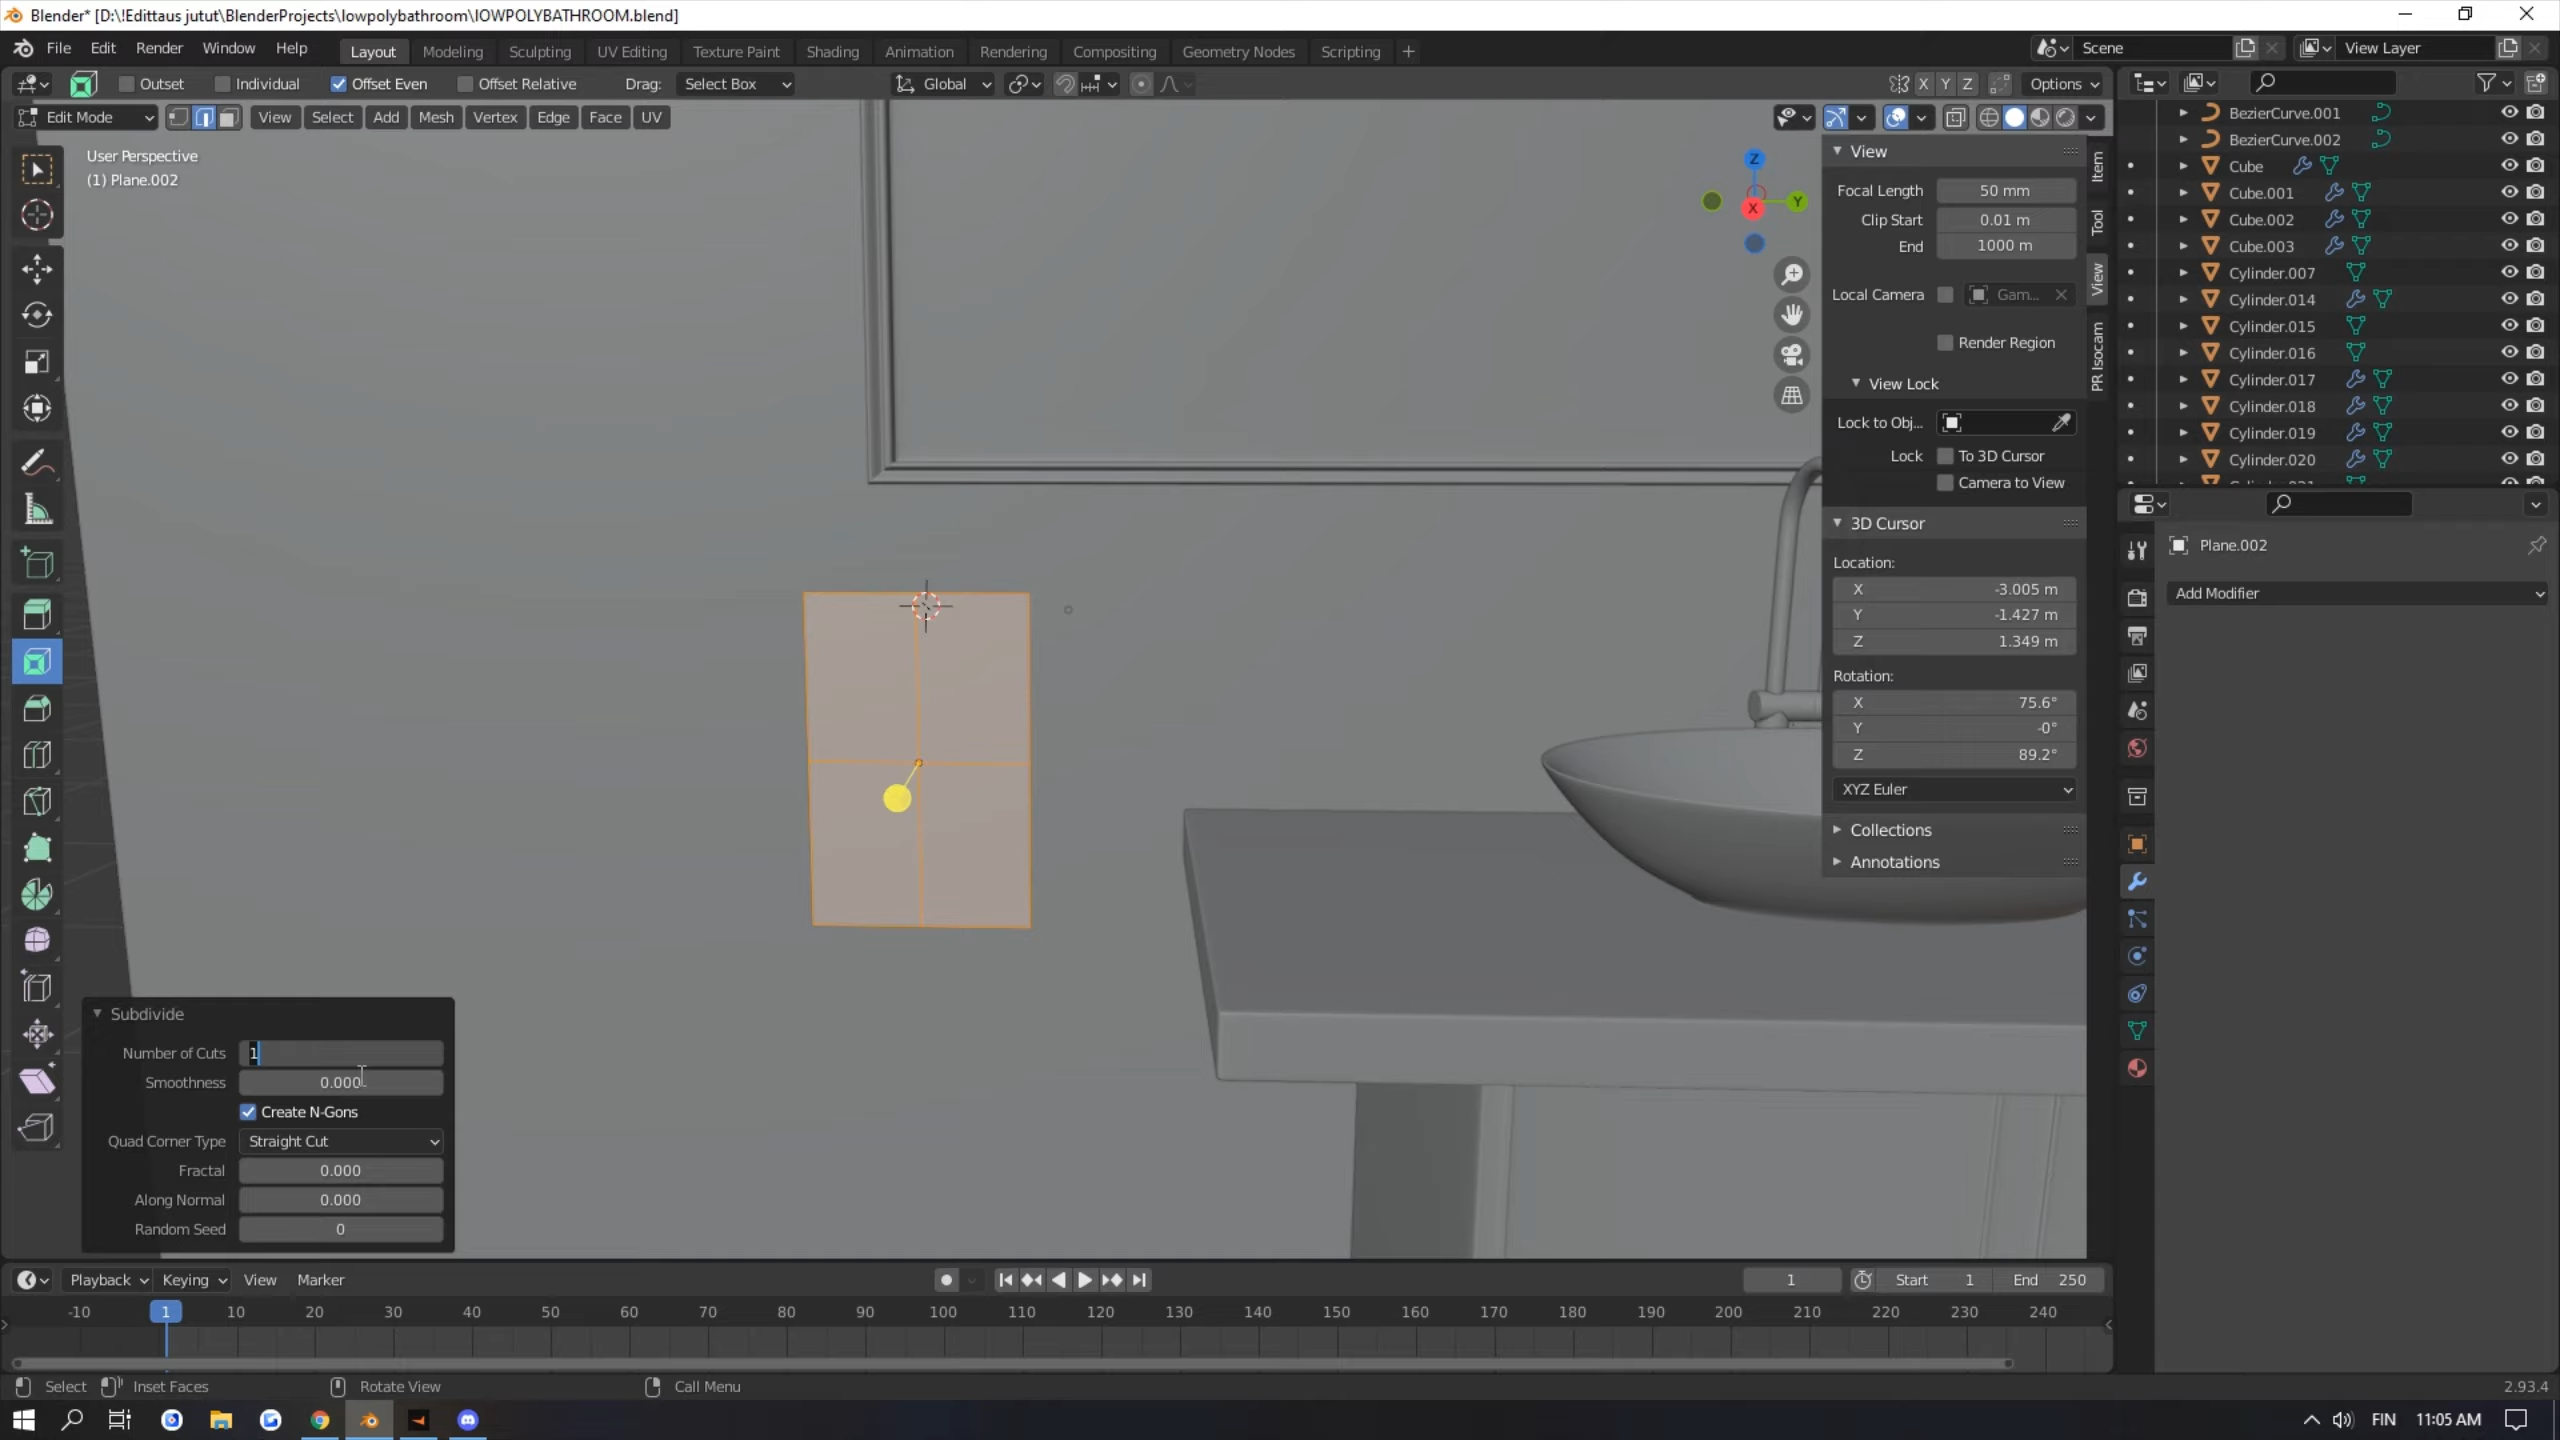 Blender* [D:\!Edittaus jutut\BlenderProjects\lowpolybathroom\lOWPOLYBATHROOM.blend]
File Edit Render Window Help Layout Modeling Sculpting UV Editing Texture Paint Shading Animation Rendering Compositing Geometry Nodes Scripting + Scene View Layer
Outset Individual Offset Even Offset Relative Drag: Select Box Global X Y Z Options
Edit Mode View Select Add Mesh Vertex Edge Face UV
User Perspective
(1) Plane.002
Z
Y
X
View
Focal Length 50 mm
Clip Start 0.01 m
End 1000 m
Local Camera Gam...
Render Region
View Lock
Lock to Obj...
Lock To 3D Cursor
Camera to View
3D Cursor
Location:
X -3.005 m
Y -1.427 m
Z 1.349 m
Rotation:
X 75.6°
Y -0°
Z 89.2°
XYZ Euler
Collections
Annotations
Item
Tool
View
PR Isocam
BezierCurve.001
BezierCurve.002
Cube
Cube.001
Cube.002
Cube.003
Cylinder.007
Cylinder.014
Cylinder.015
Cylinder.016
Cylinder.017
Cylinder.018
Cylinder.019
Cylinder.020
Plane.002
Add Modifier
Subdivide
Number of Cuts 1
Smoothness 0.000
Create N-Gons
Quad Corner Type Straight Cut
Fractal 0.000
Along Normal 0.000
Random Seed 0
Playback Keying View Marker 1 Start 1 End 250
-10 1 10 20 30 40 50 60 70 80 90 100 110 120 130 140 150 160 170 180 190 200 210 220 230 240
Select Inset Faces Rotate View Call Menu 2.93.4
FIN 11:05 AM